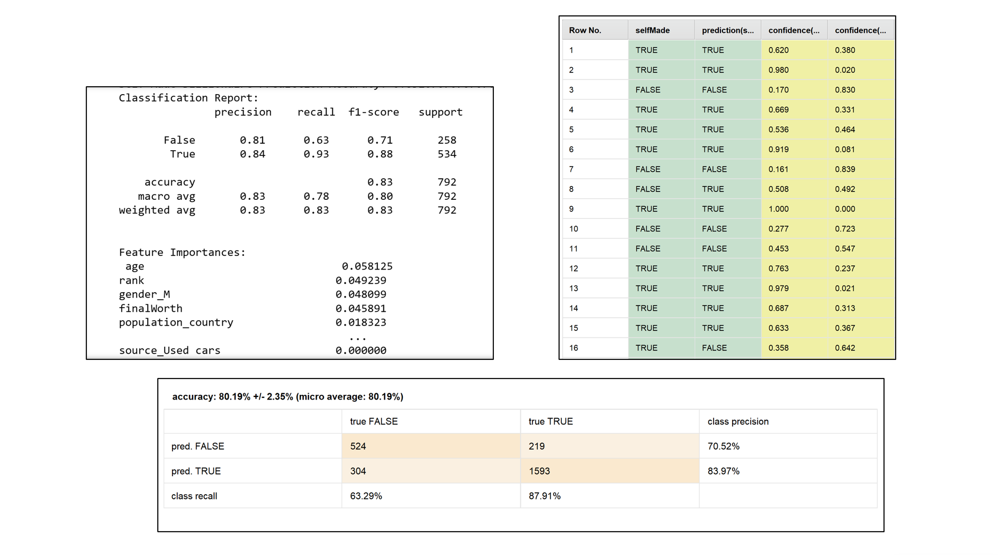 Classification Report:
precision recall f1-score support
False 0.81 0.63 0.71 258
True 0.84 0.93 0.88 534
accuracy 0.83 792
macro avg 0.83 0.78 0.80 792
weighted avg 0.83 0.83 0.83 792
Feature Importances:
age 0.058125
rank 0.049239
gender_M 0.048099
finalWorth 0.045891
population_country 0.018323
...
source_Used cars 0.000000
Row No. selfMade prediction(s... confidence(... confidence(...
1 TRUE TRUE 0.620 0.380
2 TRUE TRUE 0.980 0.020
3 FALSE FALSE 0.170 0.830
4 TRUE TRUE 0.669 0.331
5 TRUE TRUE 0.536 0.464
6 TRUE TRUE 0.919 0.081
7 FALSE FALSE 0.161 0.839
8 FALSE TRUE 0.508 0.492
9 TRUE TRUE 1.000 0.000
10 FALSE FALSE 0.277 0.723
11 FALSE FALSE 0.453 0.547
12 TRUE TRUE 0.763 0.237
13 TRUE TRUE 0.979 0.021
14 TRUE TRUE 0.687 0.313
15 TRUE TRUE 0.633 0.367
16 TRUE FALSE 0.358 0.642
accuracy: 80.19% +/- 2.35% (micro average: 80.19%)
true FALSE true TRUE class precision
pred. FALSE 524 219 70.52%
pred. TRUE 304 1593 83.97%
class recall 63.29% 87.91%